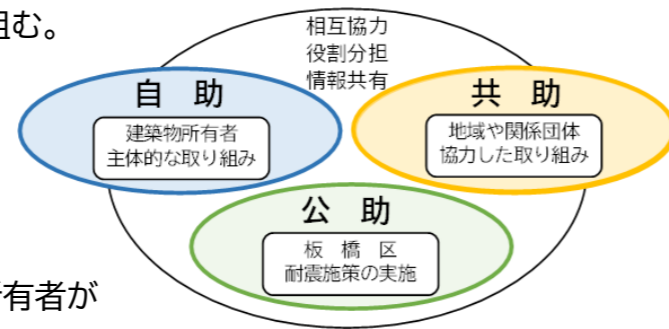 組む。
相互協力
役割分担
情報共有
自 助
建築物所有者
主体的な取り組み
共 助
地域や関係団体
協力した取り組み
公 助
板 橋 区
耐震施策の実施
有者が